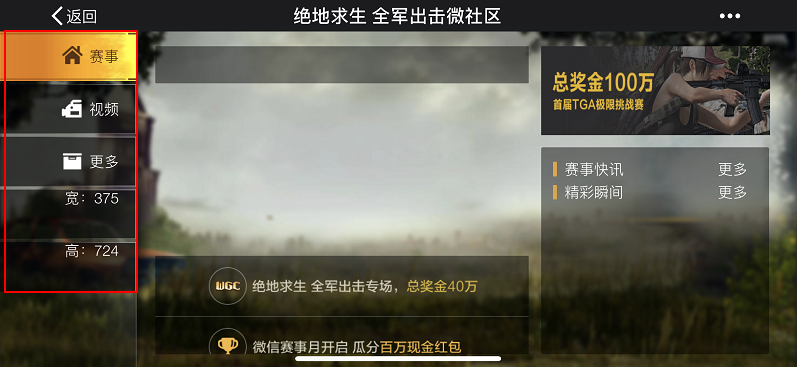 返回
绝地求生 全军出击微社区
赛事
视频
更多
宽：375
高：724
总奖金100万
首届TGA极限挑战赛
赛事快讯 更多
精彩瞬间 更多
WGC
绝地求生 全军出击专场，总奖金40万
微信赛事月开启 瓜分百万现金红包